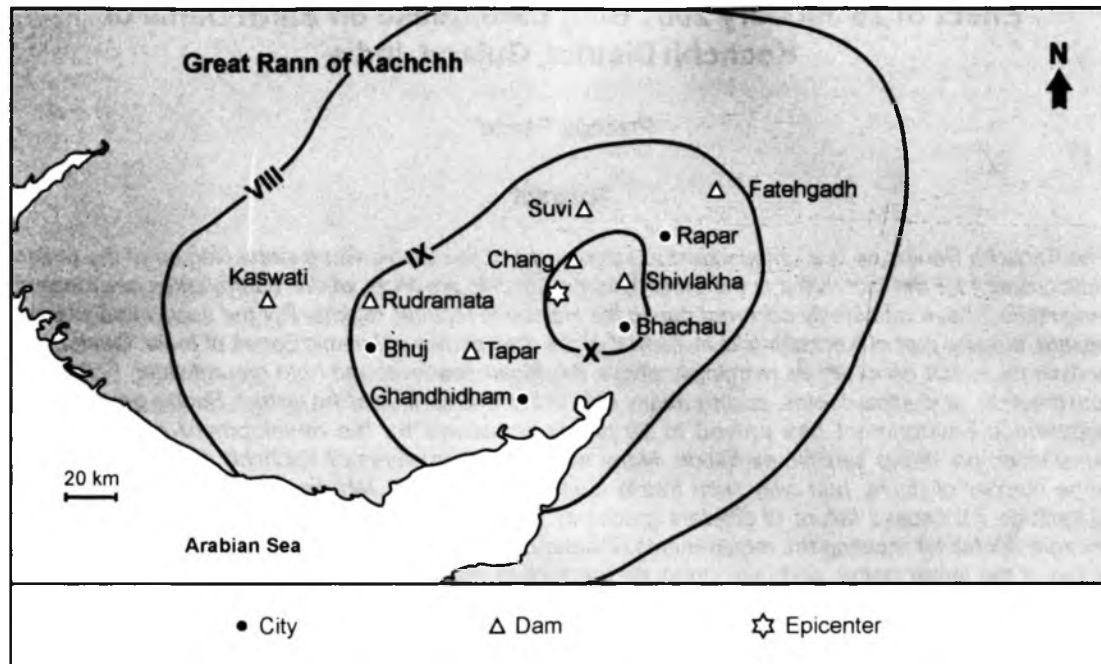 Great Rann of Kachchh
N
VIII
Fatehgadh
Suvi
IX
Rapar
Chang
Kaswati
Shivlakha
Rudramata
Bhachau
X
Bhuj
Tapar
Ghandhidham
20 km
Arabian Sea
City
Dam
Epicenter